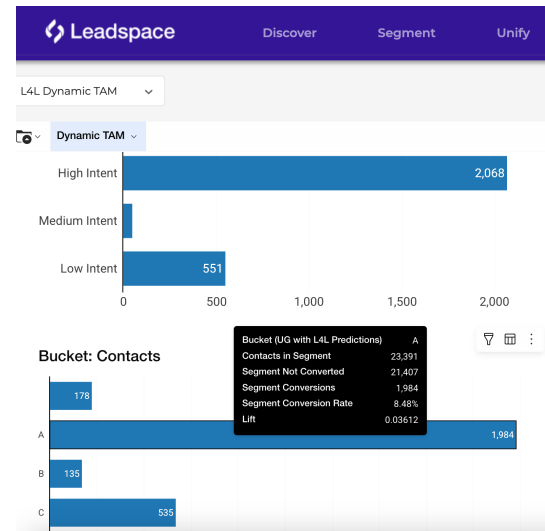 Leadspace
Discover Segment Unify
L4L Dynamic TAM
Dynamic TAM
High Intent 2,068
Medium Intent
Low Intent 551
0 500 1,000 1,500 2,000
Bucket: Contacts
Bucket (UG with L4L Predictions) A
Contacts in Segment 23,391
Segment Not Converted 21,407
Segment Conversions 1,984
Segment Conversion Rate 8.48%
Lift 0.03612
178
A 1,984
B 135
C 535